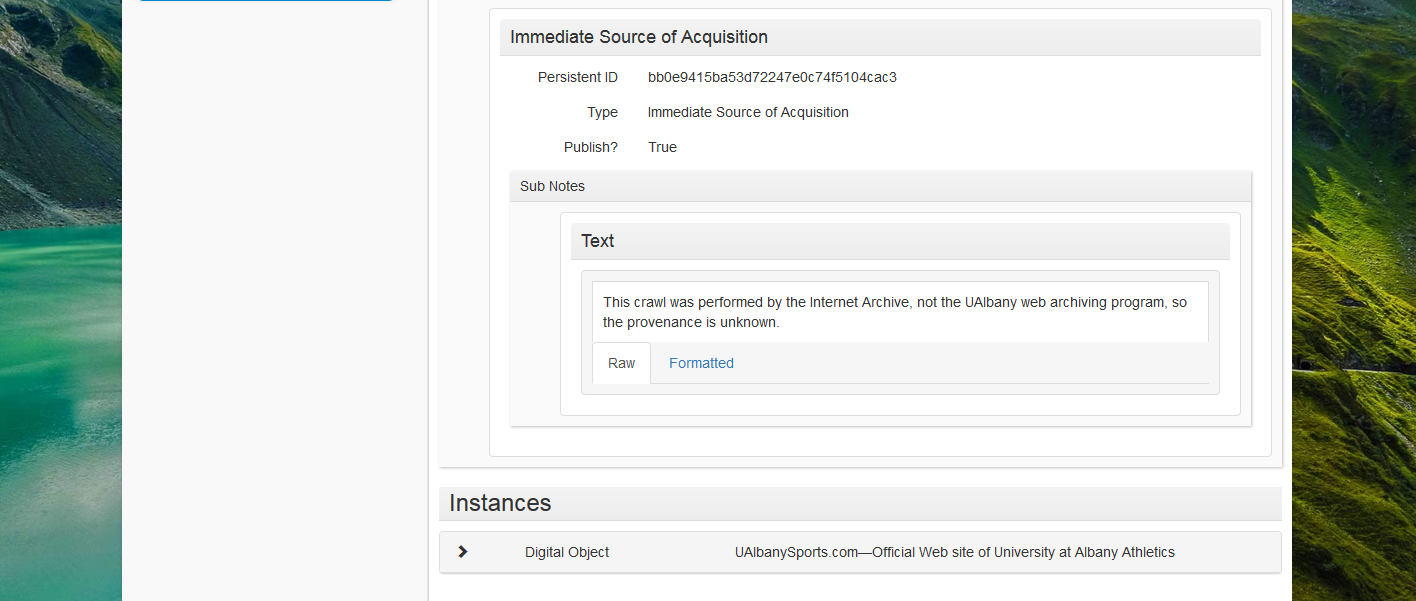 Immediate Source of Acquisition
Persistent ID bb0e9415ba53d72247e0c74f5104cac3
Type Immediate Source of Acquisition
Publish? True
Sub Notes
Text
This crawl was performed by the Internet Archive, not the UAlbany web archiving program, so
the provenance is unknown.
Raw Formatted
Instances
Digital Object UAlbanySports.com—Official Web site of University at Albany Athletics